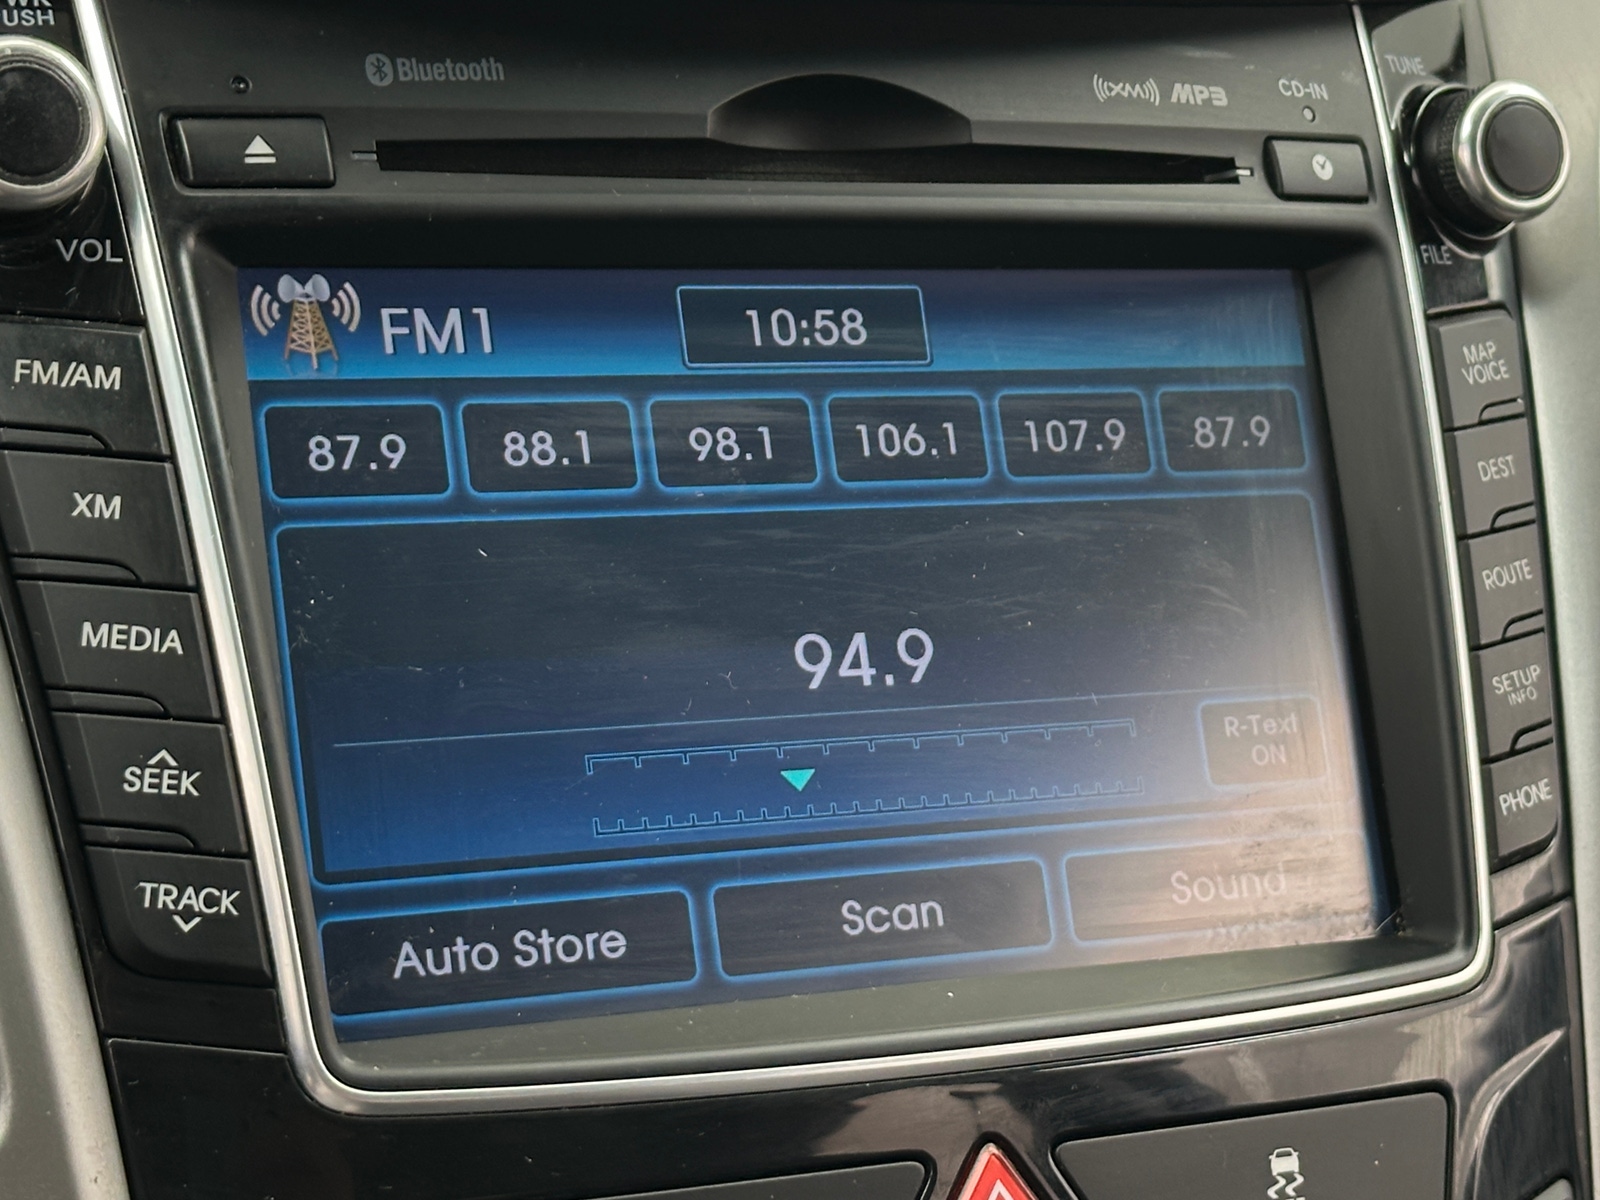 USH
Bluetooth
((XM)) MP3
CD-IN
TUNE
VOL
FILE
FM1
10:58
FM/AM
MAP
VOICE
87.9 88.1 98.1 106.1 107.9 87.9
XM
DEST
ROUTE
MEDIA
94.9
SETUP
INFO
R-Text
ON
SEEK
PHONE
TRACK
Auto Store
Scan
Sound